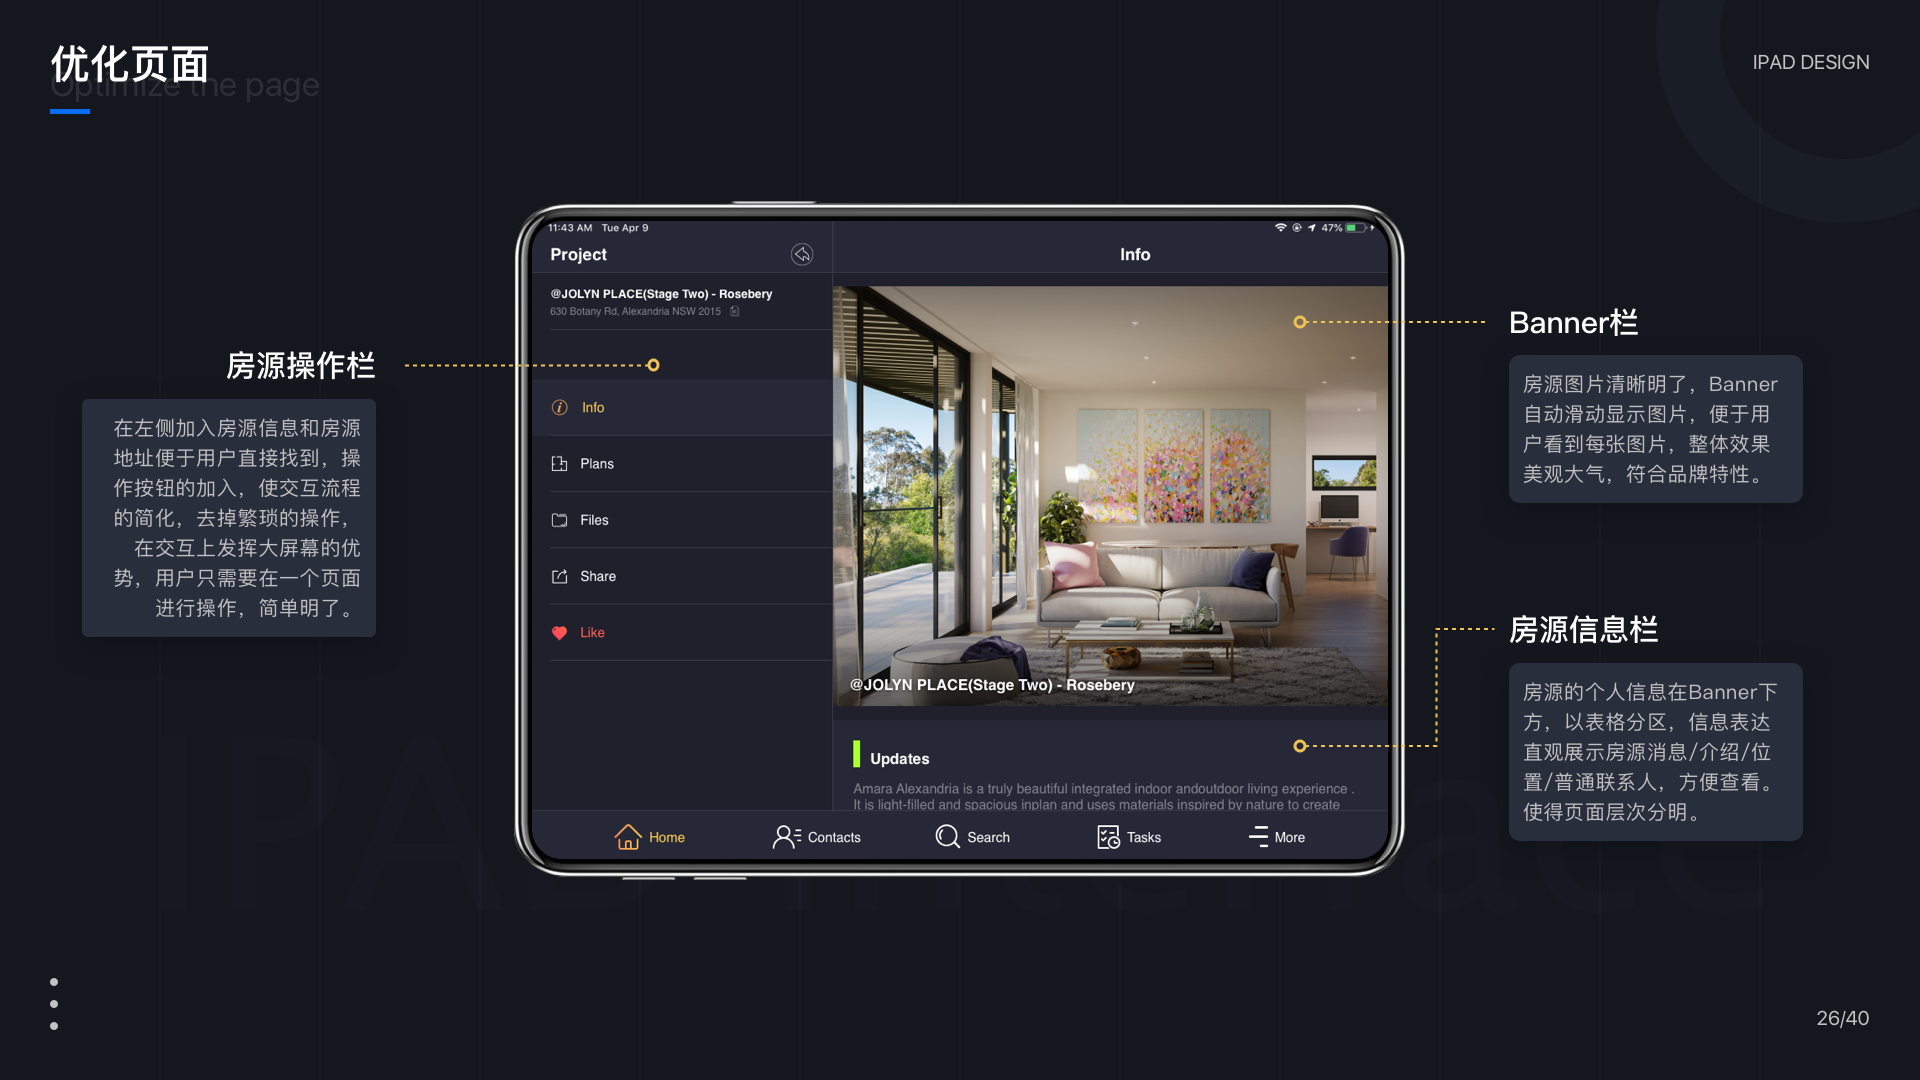 优化页面
Optimize the page
IPAD DESIGN
房源操作栏
在左侧加入房源信息和房源
地址便于用户直接找到，操
作按钮的加入，使交互流程
的简化，去掉繁琐的操作，
在交互上发挥大屏幕的优
势，用户只需要在一个页面
进行操作，简单明了。
11:43 AM Tue Apr 9
47%
Project
Info
@JOLYN PLACE(Stage Two) - Rosebery
630 Botany Rd, Alexandria NSW 2015
Info
Plans
Files
Share
Like
@JOLYN PLACE(Stage Two) - Rosebery
Updates
Amara Alexandria is a truly beautiful integrated indoor andoutdoor living experience .
It is light-filled and spacious inplan and uses materials inspired by nature to create
Home
Contacts
Search
Tasks
More
Banner栏
房源图片清晰明了，Banner
自动滑动显示图片，便于用
户看到每张图片，整体效果
美观大气，符合品牌特性。
房源信息栏
房源的个人信息在Banner下
方，以表格分区，信息表达
直观展示房源消息/介绍/位
置/普通联系人，方便查看。
使得页面层次分明。
IPAD Interface
26/40